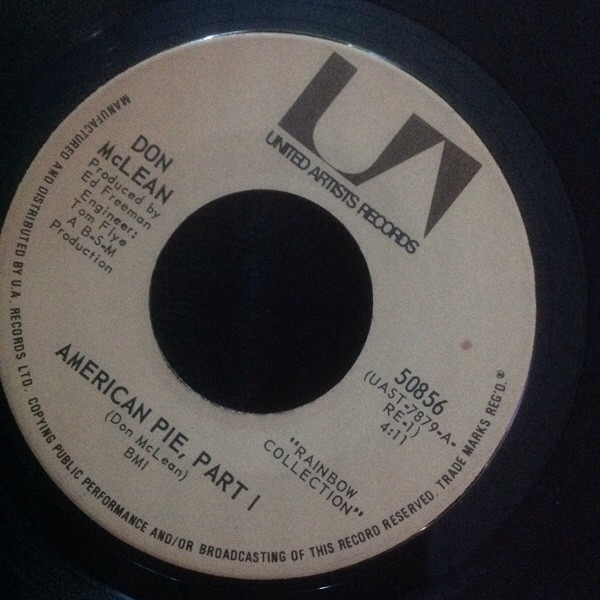 UA
UNITED ARTISTS RECORDS
DON
McLEAN
Produced by
Ed Freeman
Engineer:
Tom Flye
A B-S-M
Production
50856
(UAST-7879-A-
RE-1)
4:11
"RAINBOW
COLLECTION"
AMERICAN PIE, PART I
(Don McLean)
BMI
MANUFACTURED AND DISTRIBUTED BY U.A. RECORDS LTD. COPYING PUBLIC PERFORMANCE AND/OR BROADCASTING OF THIS RECORD RESERVED. TRADE MARKS REG'D. ®